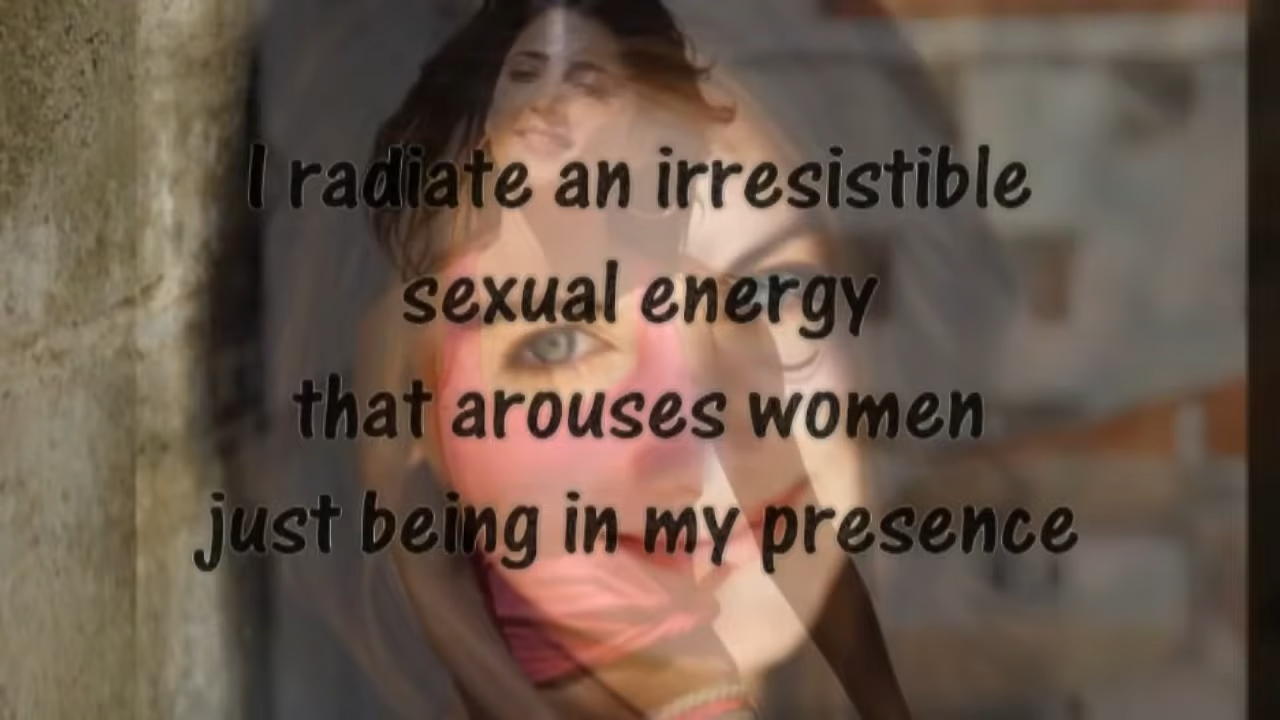 I radiate an irresistible
sexual energy
that arouses women
just being in my presence